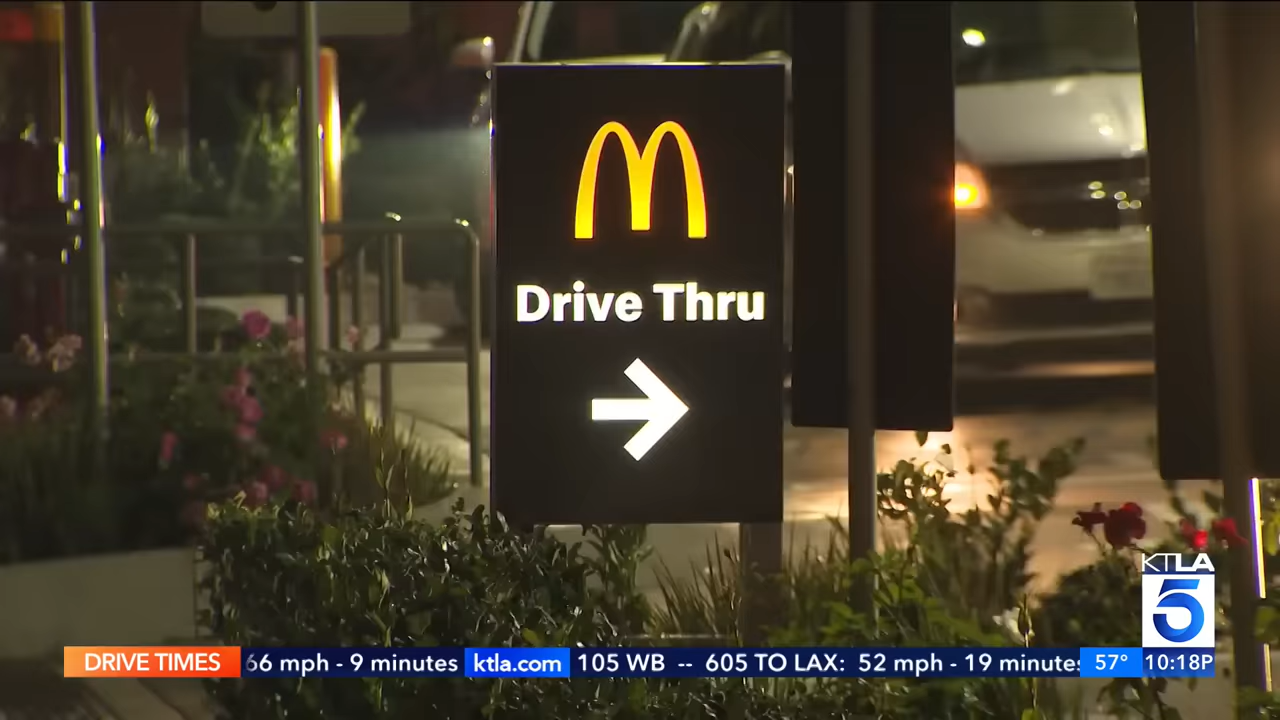 Drive Thru
KTLA
5
DRIVE TIMES 66 mph - 9 minutes ktla.com 105 WB -- 605 TO LAX: 52 mph - 19 minutes 57° 10:18P